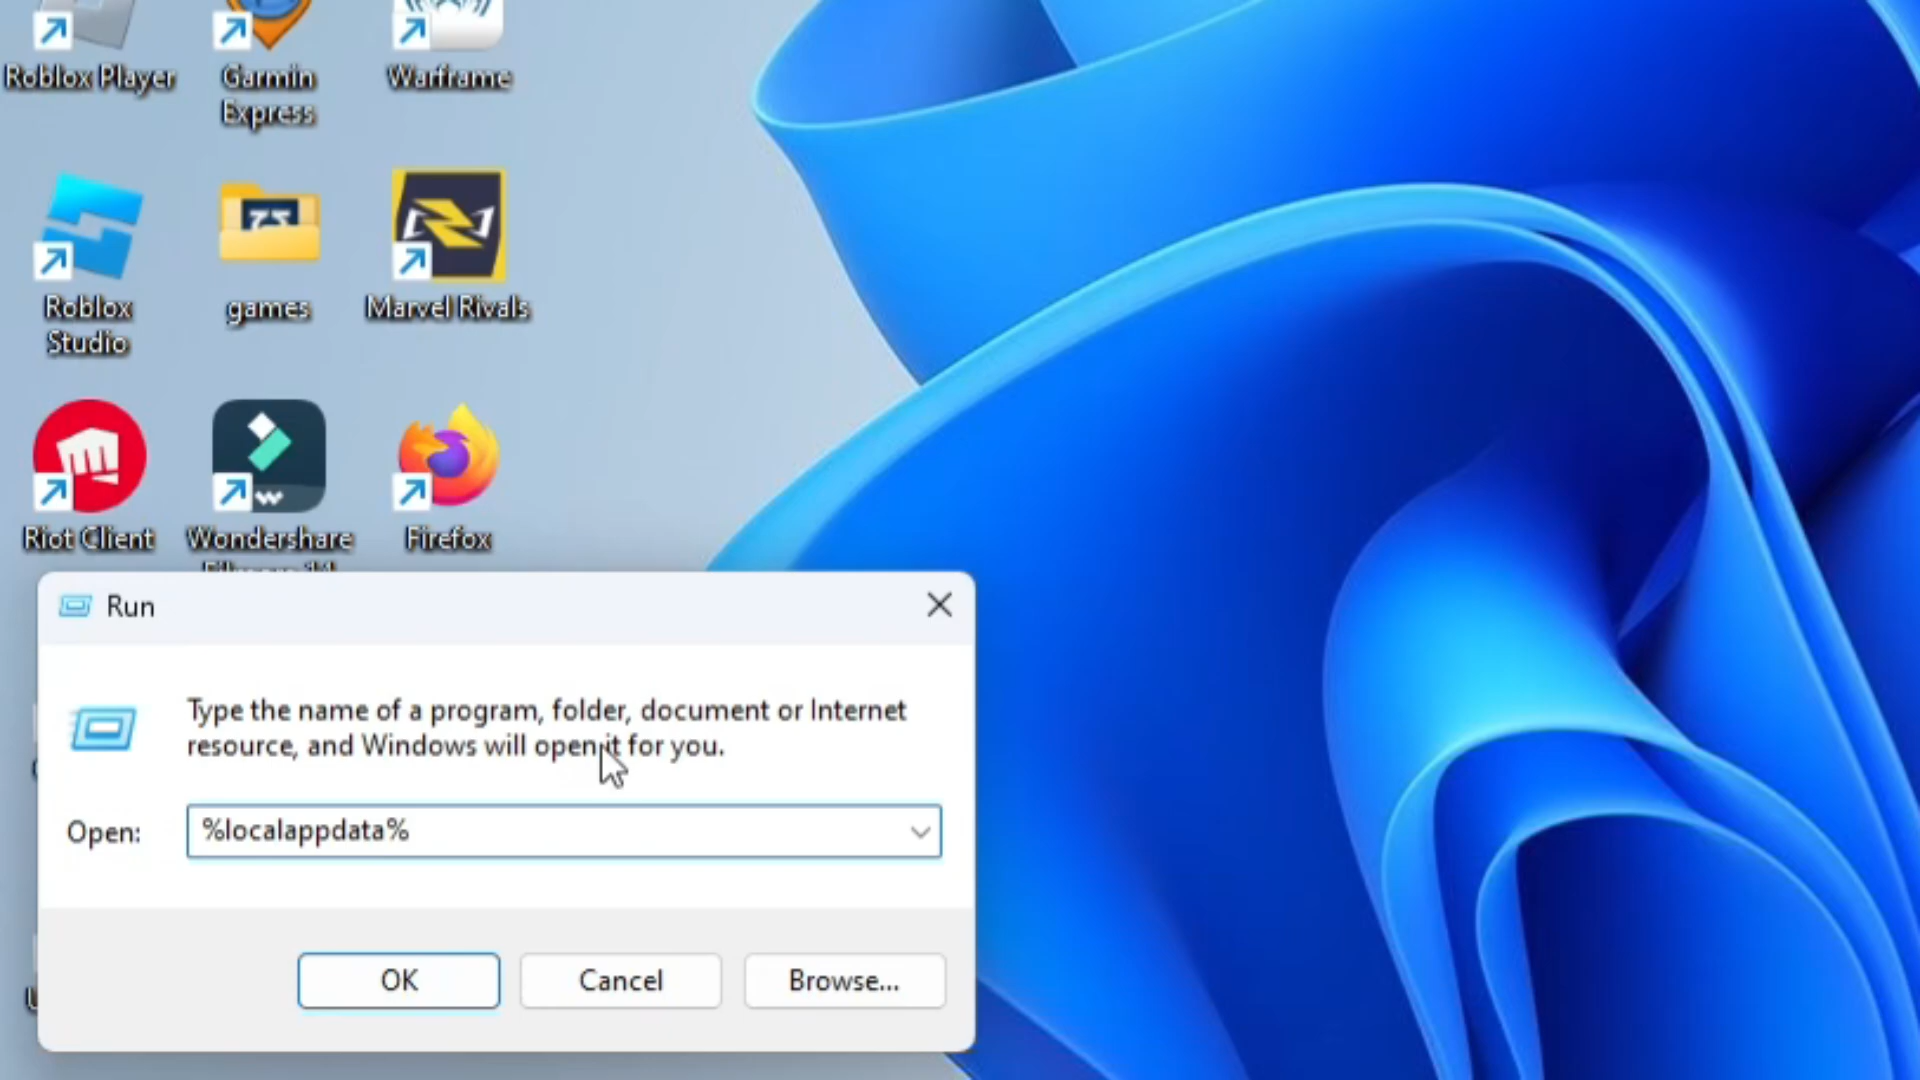 Roblox Player
Garmin
Express
Warframe
Roblox
Studio
games
Marvel Rivals
Riot Client
Wondershare
Firefox
Run
Type the name of a program, folder, document or Internet
resource, and Windows will open it for you.
Open:
%localappdata%
OK
Cancel
Browse...